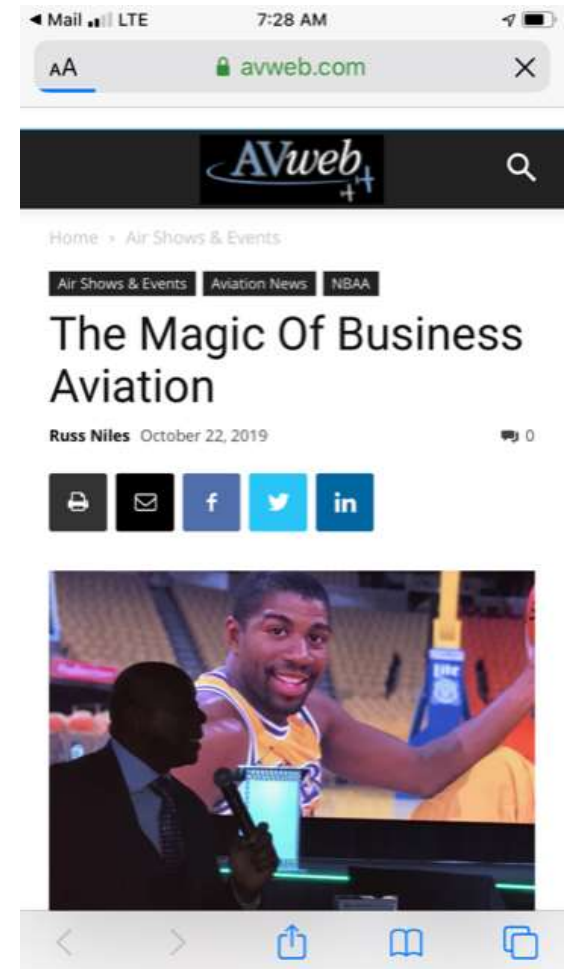 Mail LTE 7:28 AM
AA avweb.com
AVweb
Home › Air Shows & Events
Air Shows & Events Aviation News NBAA
The Magic Of Business
Aviation
Russ Niles October 22, 2019 0
f in
Lite